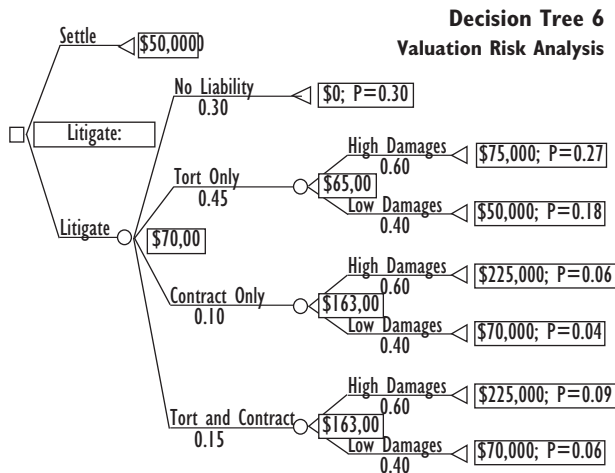 Decision Tree 6
Valuation Risk Analysis
Settle
$50,0000
No Liability
0.30
$0; P=0.30
Litigate:
High Damages
0.60
$75,000; P=0.27
Tort Only
0.45
$65,00
Low Damages
0.40
$50,000; P=0.18
Litigate
$70,00
High Damages
0.60
$225,000; P=0.06
Contract Only
0.10
$163,00
Low Damages
0.40
$70,000; P=0.04
High Damages
0.60
$225,000; P=0.09
Tort and Contract
0.15
$163,00
Low Damages
0.40
$70,000; P=0.06